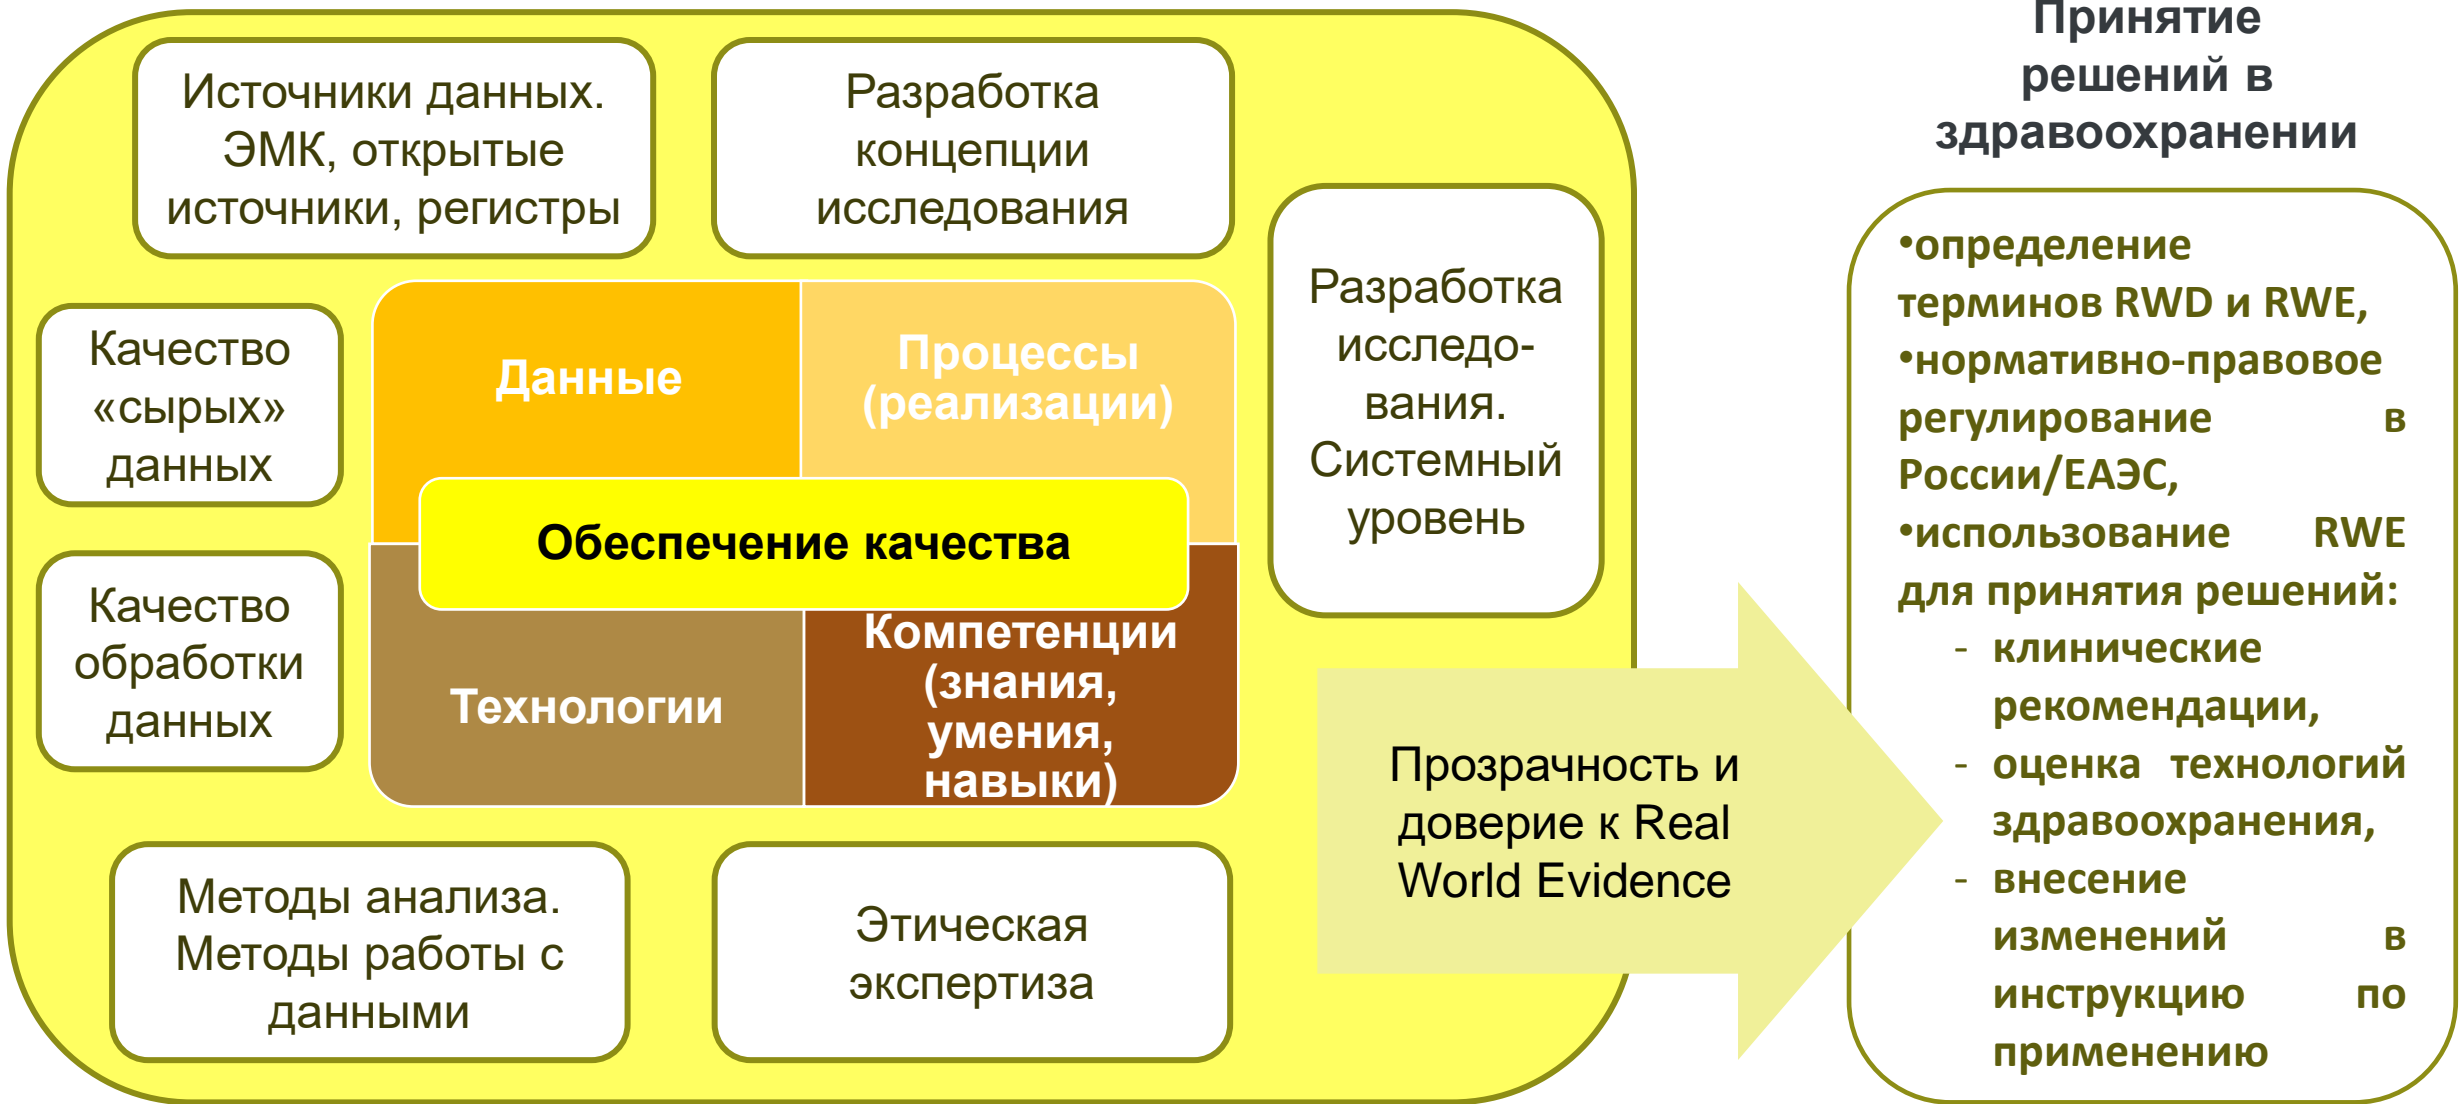 Источники данных.
ЭМК, открытые
источники, регистры
Разработка
концепции
исследования
Разработка
исследо-
вания.
Системный
уровень
Качество
«сырых»
данных
Качество
обработки
данных
Данные
Процессы
(реализации)
Обеспечение качества
Технологии
Компетенции
(знания,
умения,
навыки)
Методы анализа.
Методы работы с
данными
Этическая
экспертиза
Прозрачность и
доверие к Real
World Evidence
Принятие
решений в
здравоохранении
•определение
терминов RWD и RWE,
•нормативно-правовое
регулирование в
России/ЕАЭС,
•использование RWE
для принятия решений:
- клинические
рекомендации,
- оценка технологий
здравоохранения,
- внесение
изменений в
инструкцию по
применению